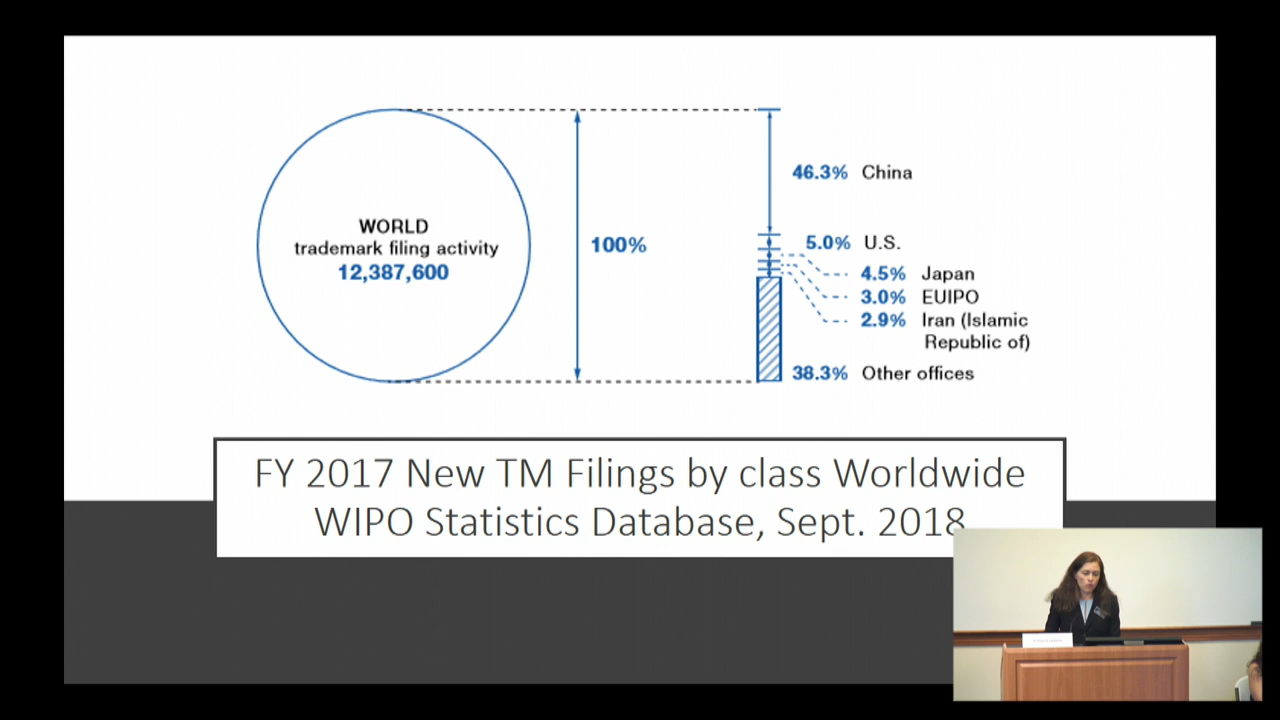 WORLD
trademark filing activity
12,387,600
100%
46.3% China
5.0% U.S.
4.5% Japan
3.0% EUIPO
2.9% Iran (Islamic
Republic of)
38.3% Other offices
FY 2017 New TM Filings by class Worldwide
WIPO Statistics Database, Sept. 2018